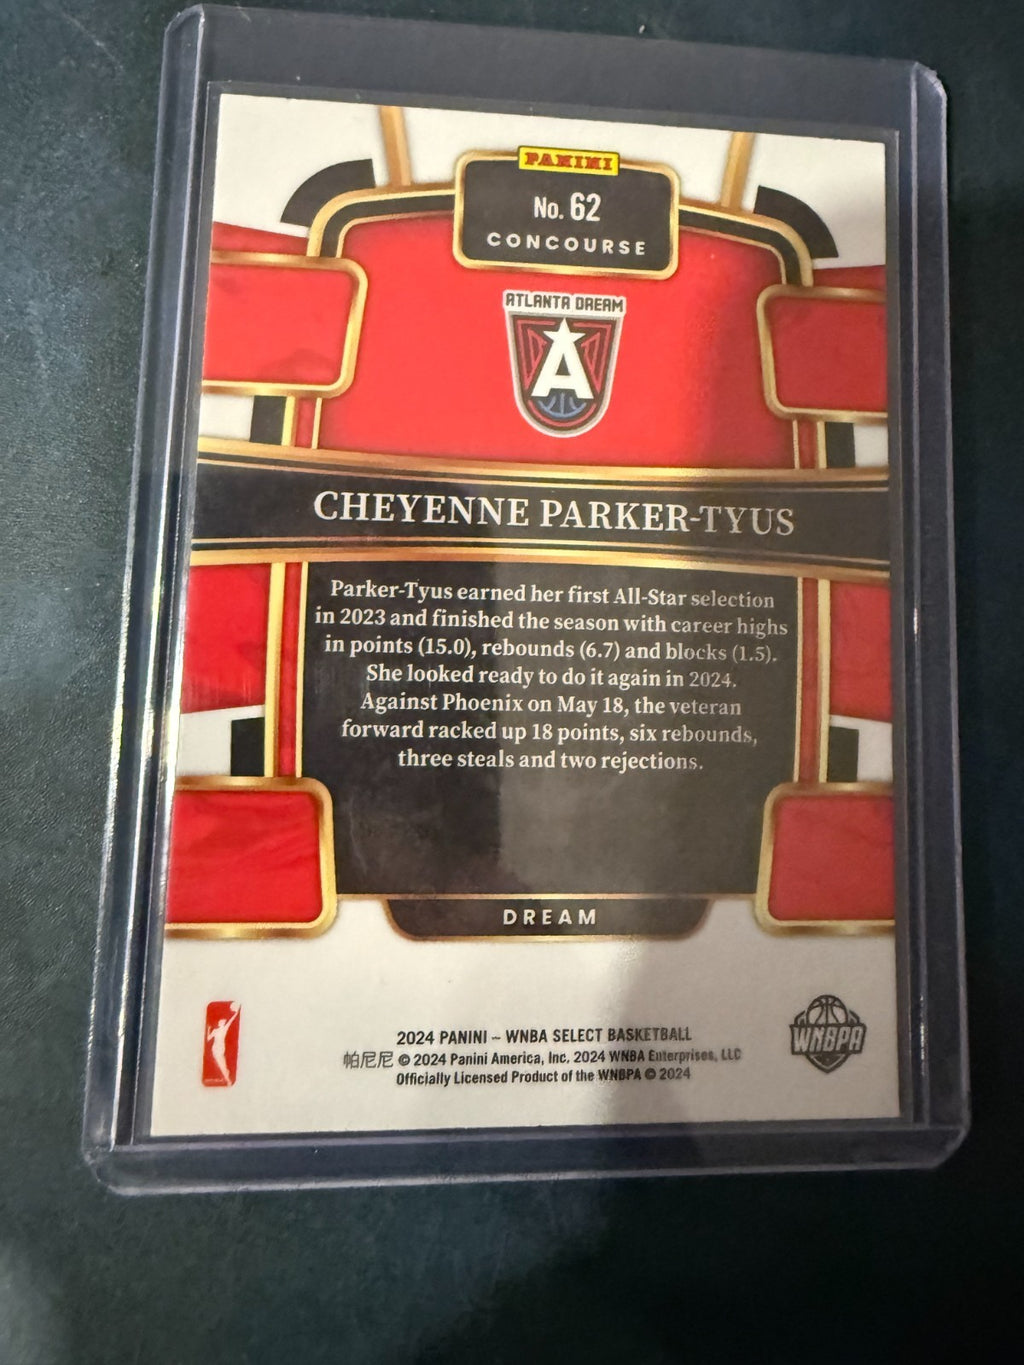 PANINI
No. 62
CONCOURSE
ATLANTA DREAM
A
CHEYENNE PARKER-TYUS
Parker-Tyus earned her first All-Star selection
in 2023 and finished the season with career highs
in points (15.0), rebounds (6.7) and blocks (1.5).
She looked ready to do it again in 2024.
Against Phoenix on May 18, the veteran
forward racked up 18 points, six rebounds,
three steals and two rejections.
DREAM
WNBPA
2024 PANINI – WNBA SELECT BASKETBALL
帕尼尼 © 2024 Panini America, Inc. 2024 WNBA Enterprises, LLC
Officially Licensed Product of the WNBPA © 2024